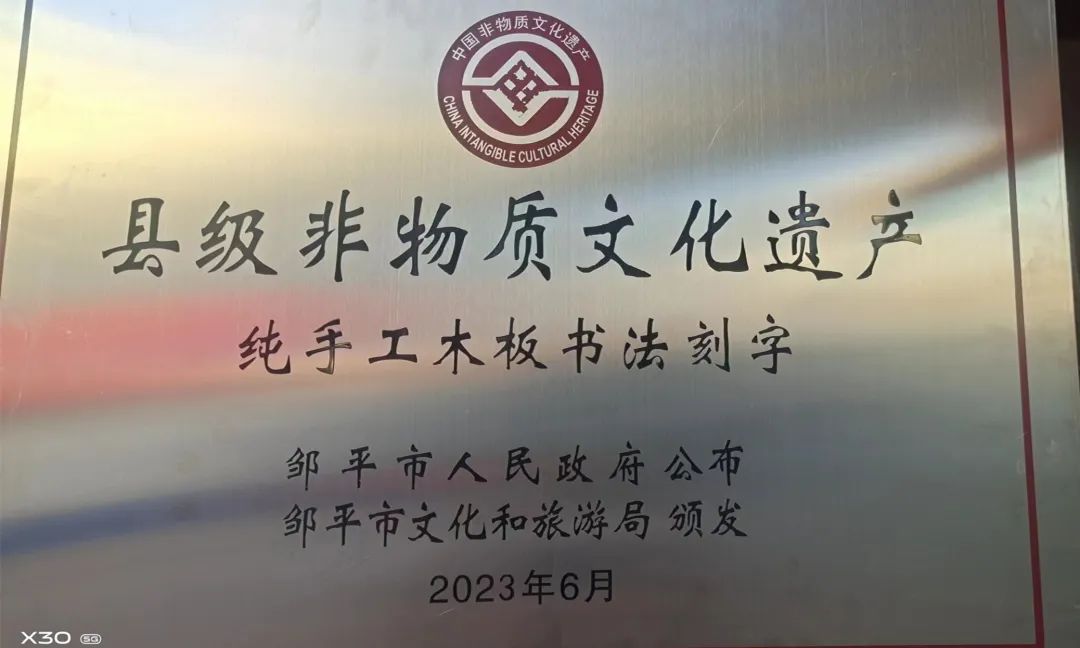 中国非物质文化遗产
CHINA INTANGIBLE CULTURAL HERITAGE
县级非物质文化遗产
纯手工木板书法刻字
邹平市人民政府公布
邹平市文化和旅游局 颁发
2023年6月
X30 5G